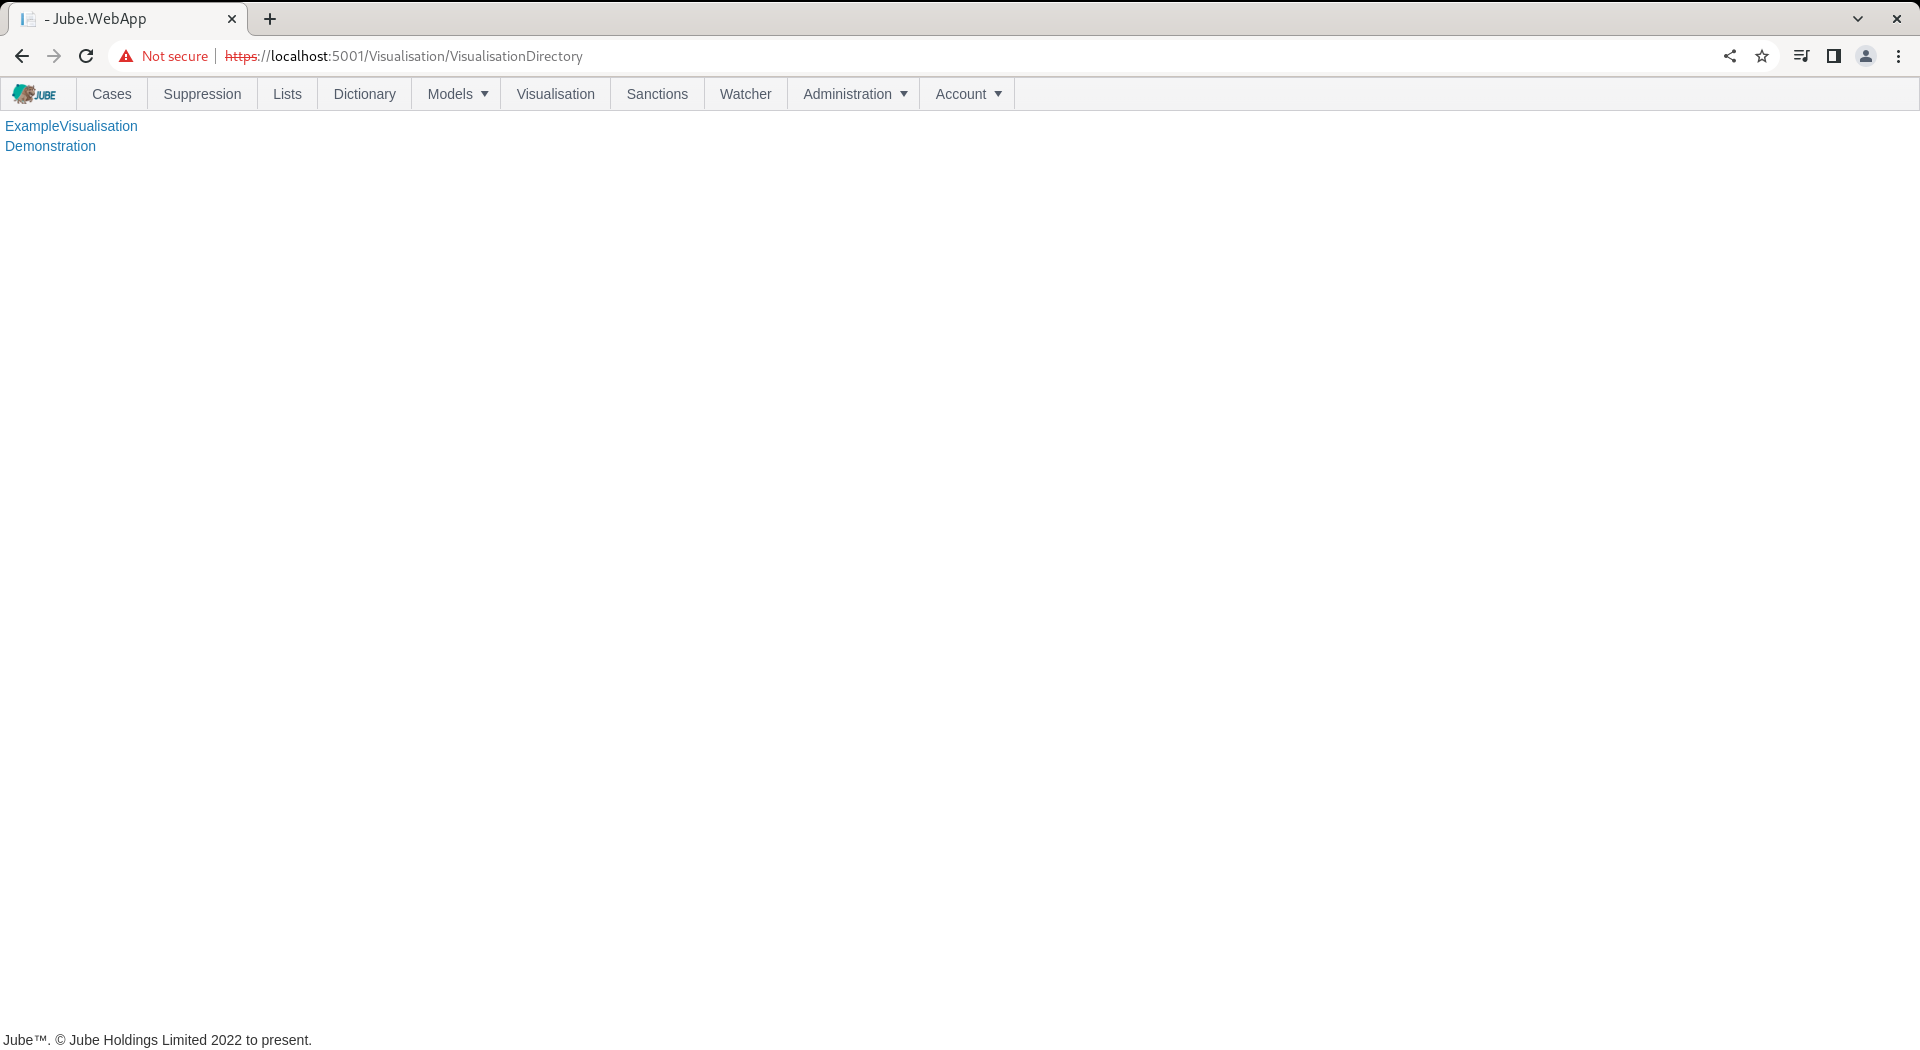 - Jube.WebApp
Not secure https://localhost:5001/Visualisation/VisualisationDirectory
JUBE Cases Suppression Lists Dictionary Models Visualisation Sanctions Watcher Administration Account
ExampleVisualisation
Demonstration
Jube™. © Jube Holdings Limited 2022 to present.